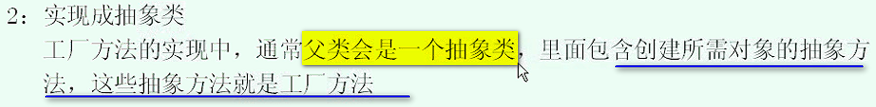 2：实现成抽象类
工厂方法的实现中，通常父类会是一个抽象类，里面包含创建所需对象的抽象方
法，这些抽象方法就是工厂方法